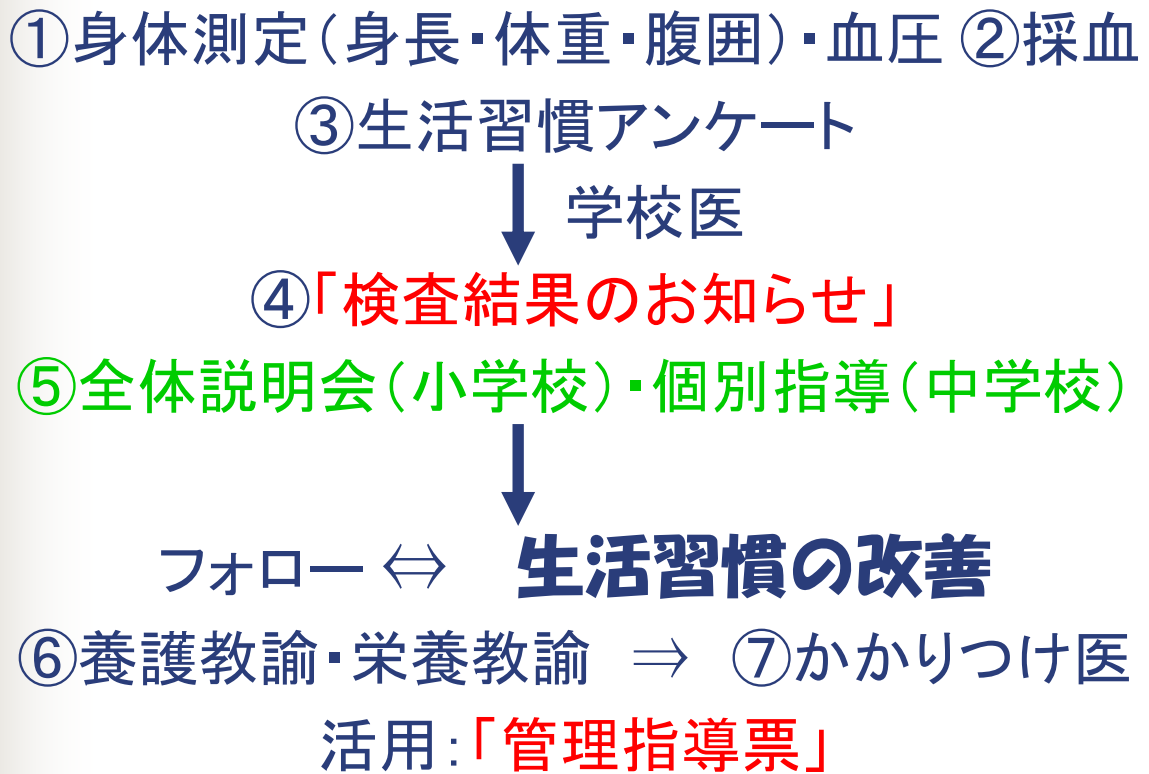 ①身体測定(身長・体重・腹囲)・血圧 ②採血
③生活習慣アンケート
学校医
④「検査結果のお知らせ」
⑤全体説明会(小学校)・個別指導(中学校)
フォロー ⇔ 生活習慣の改善
⑥養護教諭・栄養教諭 ⇒ ⑦かかりつけ医
活用:「管理指導票」